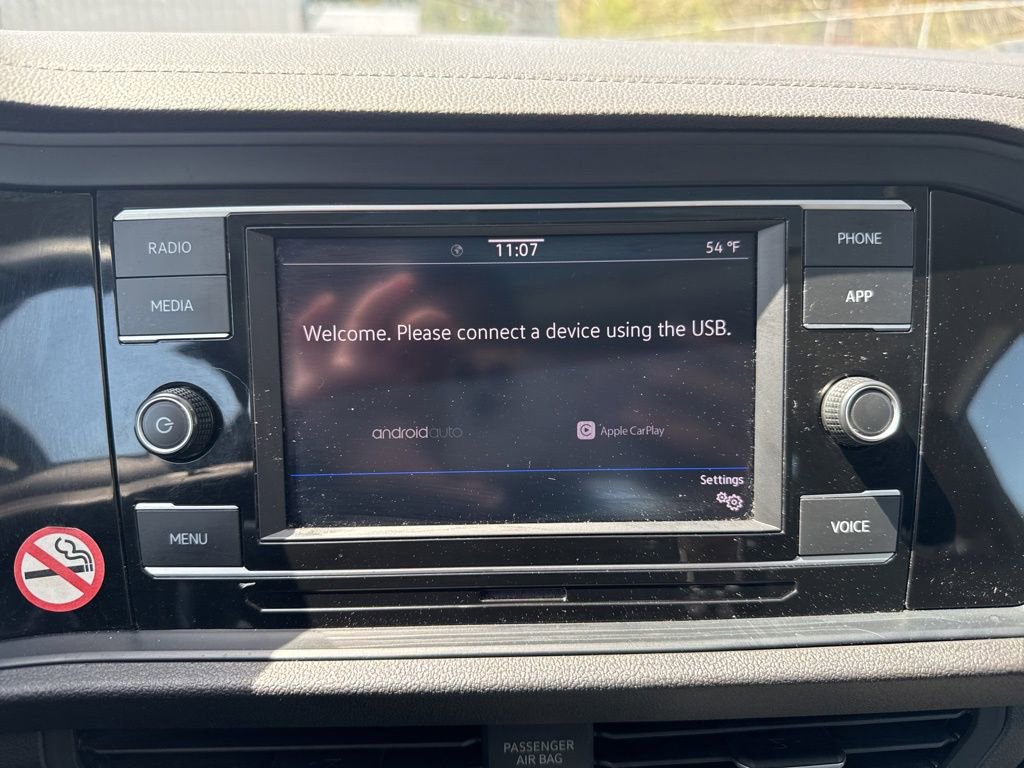 RADIO
MEDIA
MENU
11:07
54 °F
Welcome. Please connect a device using the USB.
androidauto
Apple CarPlay
Settings
PHONE
APP
VOICE
PASSENGER
AIR BAG